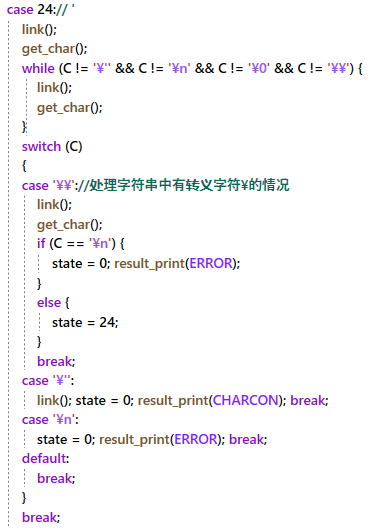 case 24:// '
link();
get_char();
while (C != '¥'' && C != '¥n' && C != '¥0' && C != '¥¥') {
link();
get_char();
}
switch (C)
{
case '¥¥'://处理字符串中有转义字符¥的情况
link();
get_char();
if (C == '¥n') {
state = 0; result_print(ERROR);
}
else {
state = 24;
}
break;
case '¥'':
link(); state = 0; result_print(CHARCON); break;
case '¥n':
state = 0; result_print(ERROR); break;
default:
break;
}
break;